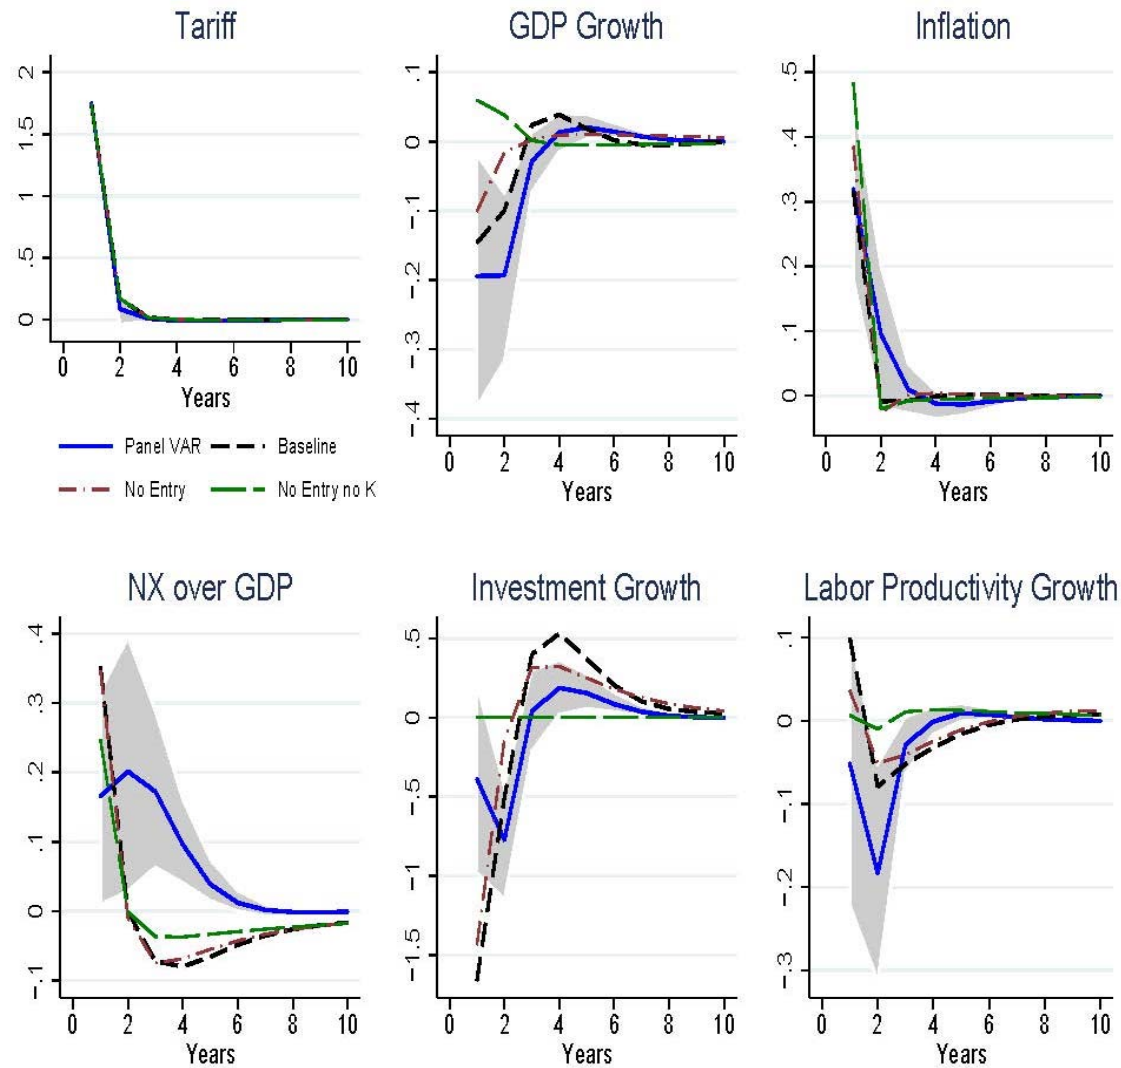 Tariff
2
1.5
1
.5
0
0 2 4 6 8 10
Years
Panel VAR
Baseline
No Entry
No Entry no K
GDP Growth
.1
0
-.1
-.2
-.3
-.4
0 2 4 6 8 10
Years
Inflation
.5
.4
.3
.2
.1
0
0 2 4 6 8 10
Years
NX over GDP
.4
.3
.2
.1
0
-.1
0 2 4 6 8 10
Years
Investment Growth
.5
0
-.5
-1
-1.5
0 2 4 6 8 10
Years
Labor Productivity Growth
.1
0
-.1
-.2
-.3
0 2 4 6 8 10
Years